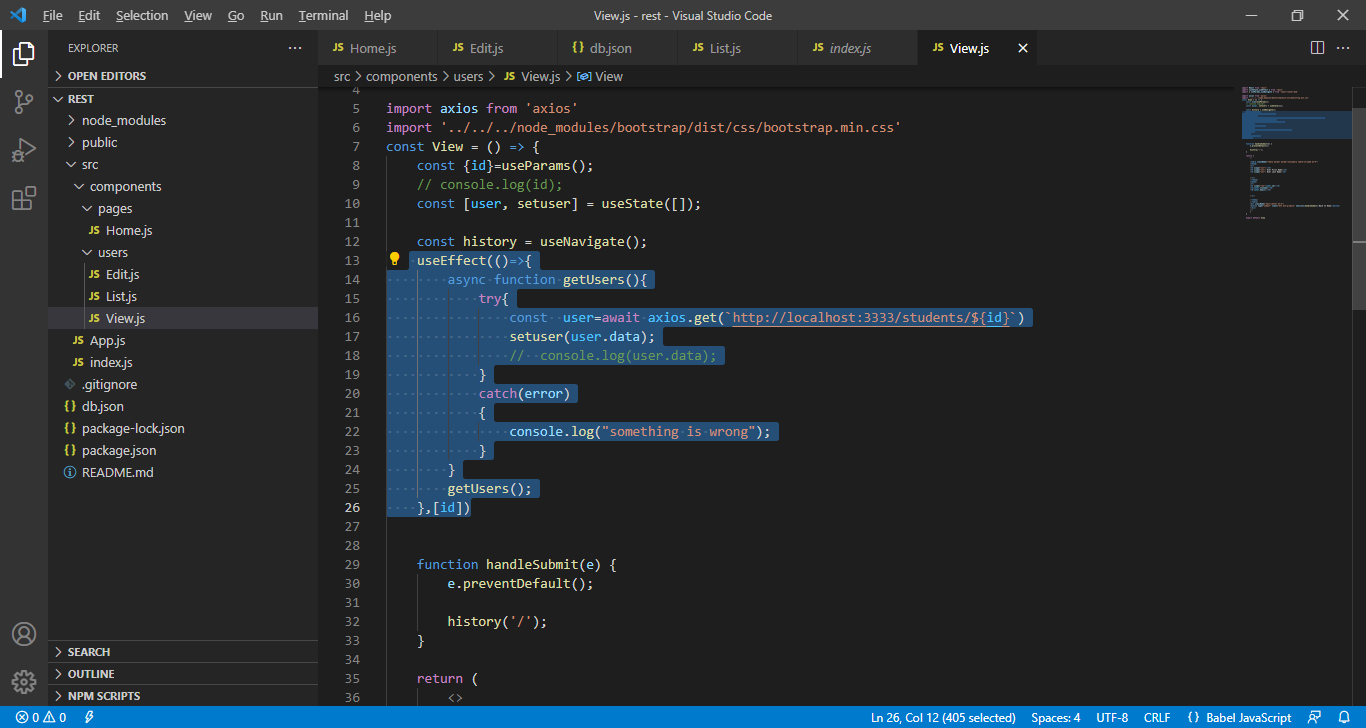 File Edit Selection View Go Run Terminal Help View.js - rest - Visual Studio Code
EXPLORER ···
OPEN EDITORS
REST
node_modules
public
src
components
pages
JS Home.js
users
JS Edit.js
JS List.js
JS View.js
JS App.js
JS index.js
.gitignore
{} db.json
{} package-lock.json
{} package.json
README.md
SEARCH
OUTLINE
NPM SCRIPTS
JS Home.js JS Edit.js {} db.json JS List.js JS index.js JS View.js
src > components > users > JS View.js > View
4
5 import axios from 'axios'
6 import '../../../node_modules/bootstrap/dist/css/bootstrap.min.css'
7 const View = () => {
8 const {id}=useParams();
9 // console.log(id);
10 const [user, setuser] = useState([]);
11
12 const history = useNavigate();
13 useEffect(()=>{
14 async function getUsers(){
15 try{
16 const user=await axios.get(`http://localhost:3333/students/${id}`)
17 setuser(user.data);
18 // console.log(user.data);
19 }
20 catch(error)
21 {
22 console.log("something is wrong");
23 }
24 }
25 getUsers();
26 },[id])
27
28
29 function handleSubmit(e) {
30 e.preventDefault();
31
32 history('/');
33 }
34
35 return (
36 <>
0 0 Ln 26, Col 12 (405 selected) Spaces: 4 UTF-8 CRLF {} Babel JavaScript